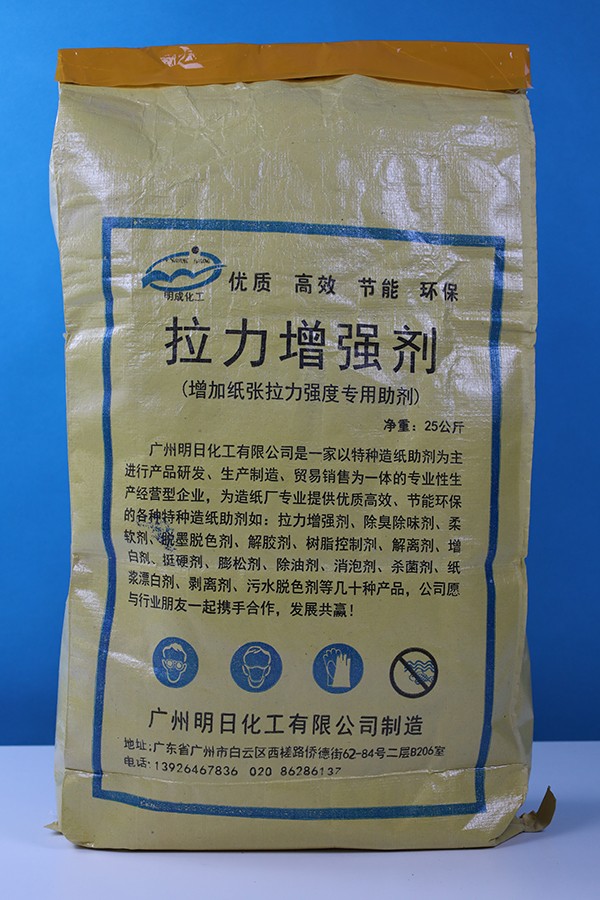 明成化工
优质 高效 节能 环保
拉力增强剂
(增加纸张拉力强度专用助剂)
净重：25公斤
广州明日化工有限公司是一家以特种造纸助剂为主
进行产品研发、生产制造、贸易销售为一体的专业性生
产经营型企业，为造纸厂专业提供优质高效、节能环保
的各种特种造纸助剂如：拉力增强剂、除臭除味剂、柔
软剂、脱墨脱色剂、解胶剂、树脂控制剂、解离剂、增
白剂、挺硬剂、膨松剂、除油剂、消泡剂、杀菌剂、纸
浆漂白剂、剥离剂、污水脱色剂等几十种产品，公司愿
与行业朋友一起携手合作，发展共赢！
广州明日化工有限公司制造
地址:广东省广州市白云区西槎路侨德街62-84号二层B206室
电话:13926467836 020 86286137